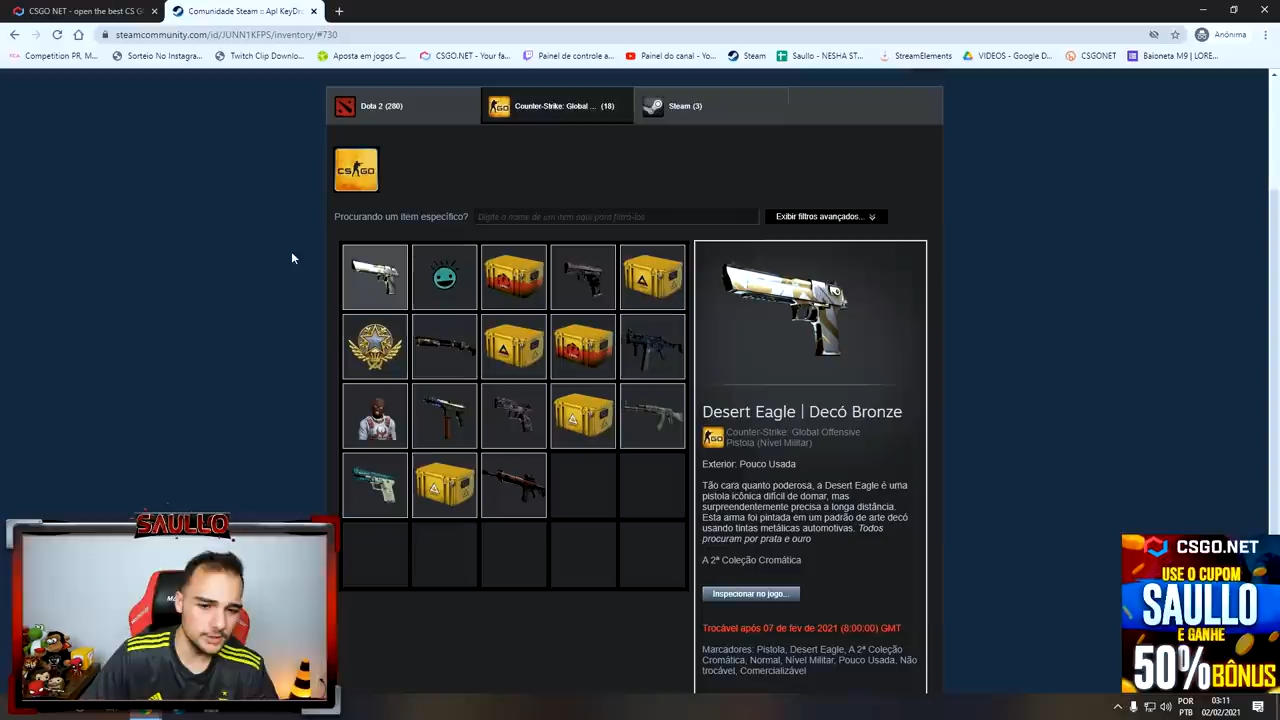 CSGO.NET - open the best CS G
Comunidade Steam :: Apl KeyDr
steamcommunity.com/id/JUNN1KFPS/inventory/#730
Anônima
Competition PR, M...
Sorteio No Instagra...
Twitch Clip Downlo...
Aposta em jogos C...
CSGO.NET - Your fa...
Painel de controle a...
Painel do canal - Yo...
Steam
Saullo - NESHA ST...
StreamElements
VIDEOS - Google D...
CSGONET
Baioneta M9 | LORE...
Dota 2 (280)
Counter-Strike: Global ... (18)
Steam (3)
CS GO
Procurando um item específico?
Digite o nome de um item aqui para filtrá-los
Exibir filtros avançados...
Desert Eagle | Decó Bronze
Counter-Strike: Global Offensive
Pistola (Nível Militar)
Exterior: Pouco Usada
Tão cara quanto poderosa, a Desert Eagle é uma
pistola icônica difícil de domar, mas
surpreendentemente precisa a longa distância.
Esta arma foi pintada em um padrão de arte decó
usando tintas metálicas automotivas. Todos
procuram por prata e ouro
A 2ª Coleção Cromática
Inspecionar no jogo...
Trocável após 07 de fev de 2021 (8:00:00) GMT
Marcadores: Pistola, Desert Eagle, A 2ª Coleção
Cromática, Normal, Nível Militar, Pouco Usada, Não
trocável, Comercializável
SAULLO
CSGO.NET
USE O CUPOM
SAULLO
E GANHE
50% BÔNUS
POR
PTB
03:11
02/02/2021